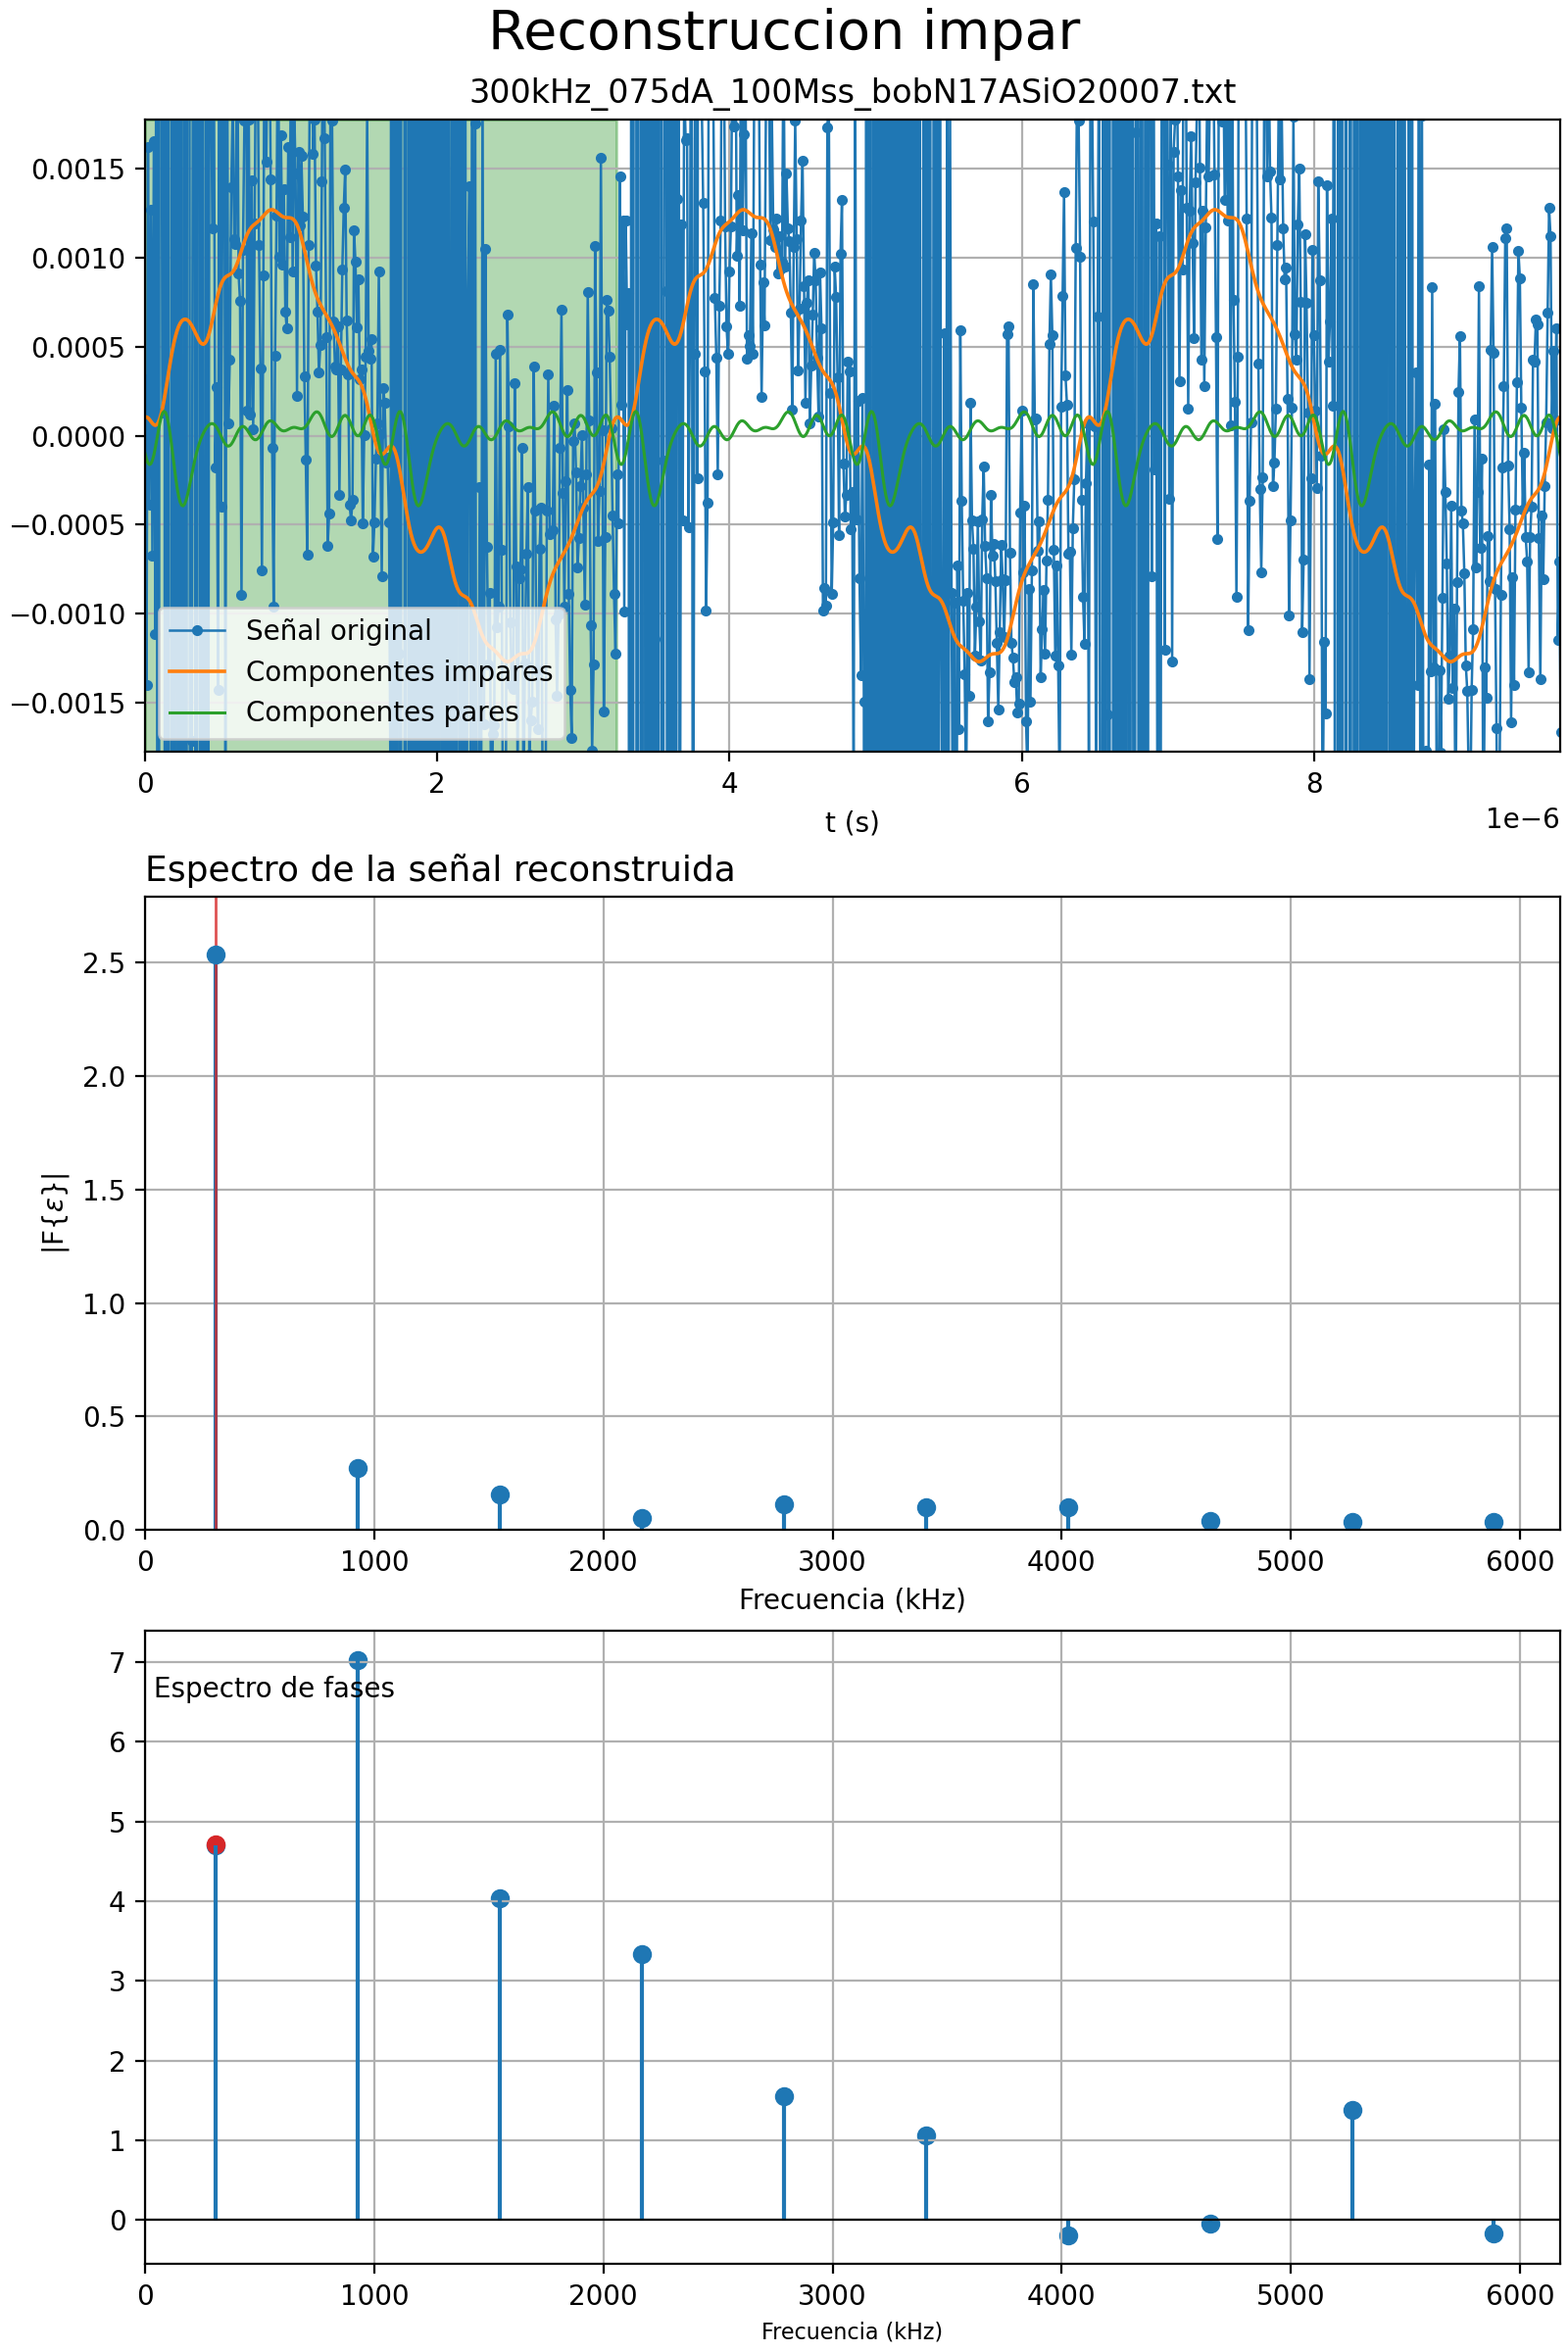 Reconstruccion impar
300kHz_075dA_100Mss_bobN17ASiO20007.txt
0.0015
0.0010
0.0005
0.0000
−0.0005
−0.0010
−0.0015
Señal original
Componentes impares
Componentes pares
0 2 4 6 8
1e−6
t (s)
Espectro de la señal reconstruida
2.5
2.0
1.5
1.0
0.5
0.0
|F{ε}|
0 1000 2000 3000 4000 5000 6000
Frecuencia (kHz)
7
Espectro de fases
6
5
4
3
2
1
0
0 1000 2000 3000 4000 5000 6000
Frecuencia (kHz)